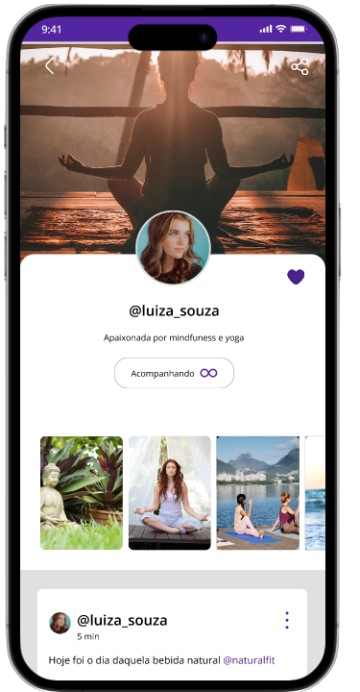 9:41
@luiza_souza
Apaixonada por mindfuness e yoga
Acompanhando
@luiza_souza
5 min
Hoje foi o dia daquela bebida natural @naturalfit